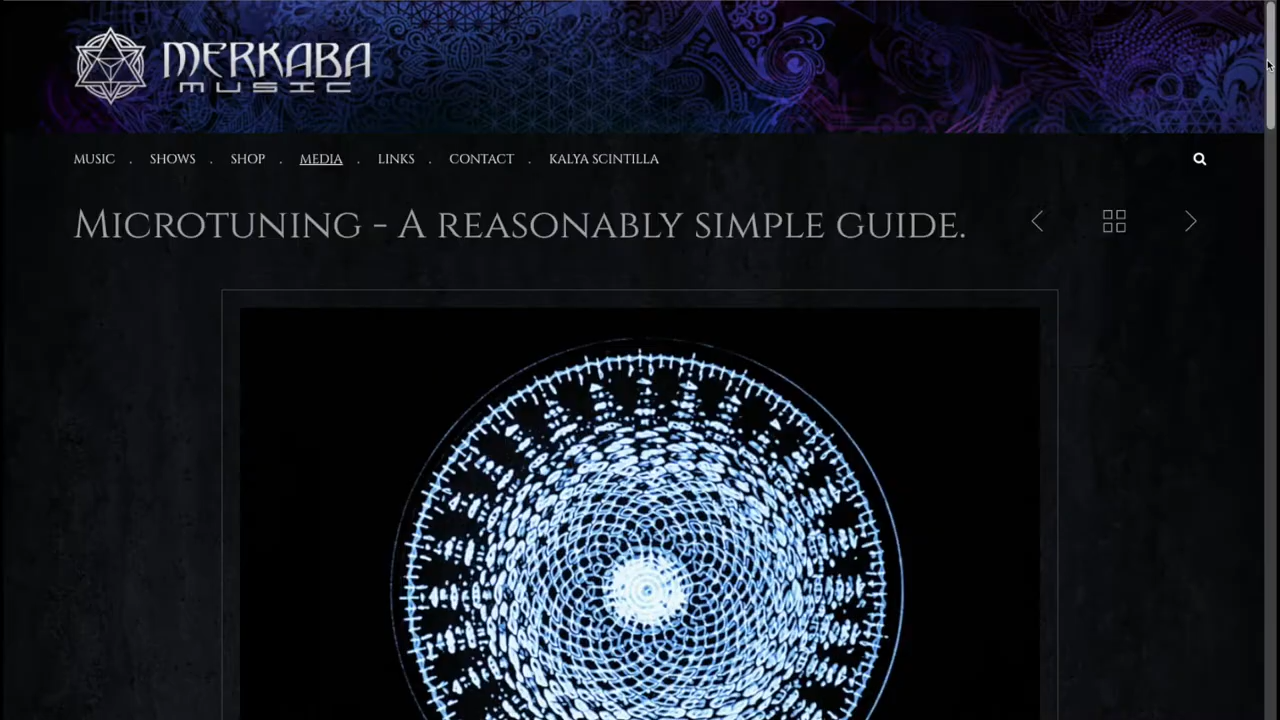 MERKABA
MUSIC
MUSIC . SHOWS . SHOP . MEDIA . LINKS . CONTACT . KALYA SCINTILLA
Microtuning - A reasonably simple guide.